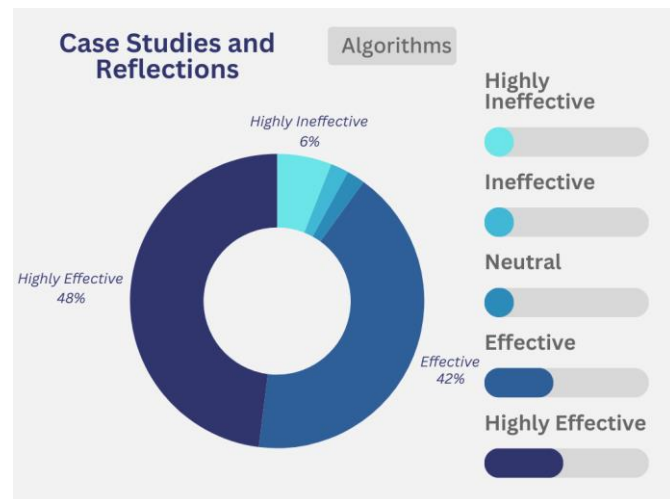 Case Studies and
Reflections
Algorithms
Highly Ineffective
6%
Highly Effective
48%
Effective
42%
Highly
Ineffective
Ineffective
Neutral
Effective
Highly Effective